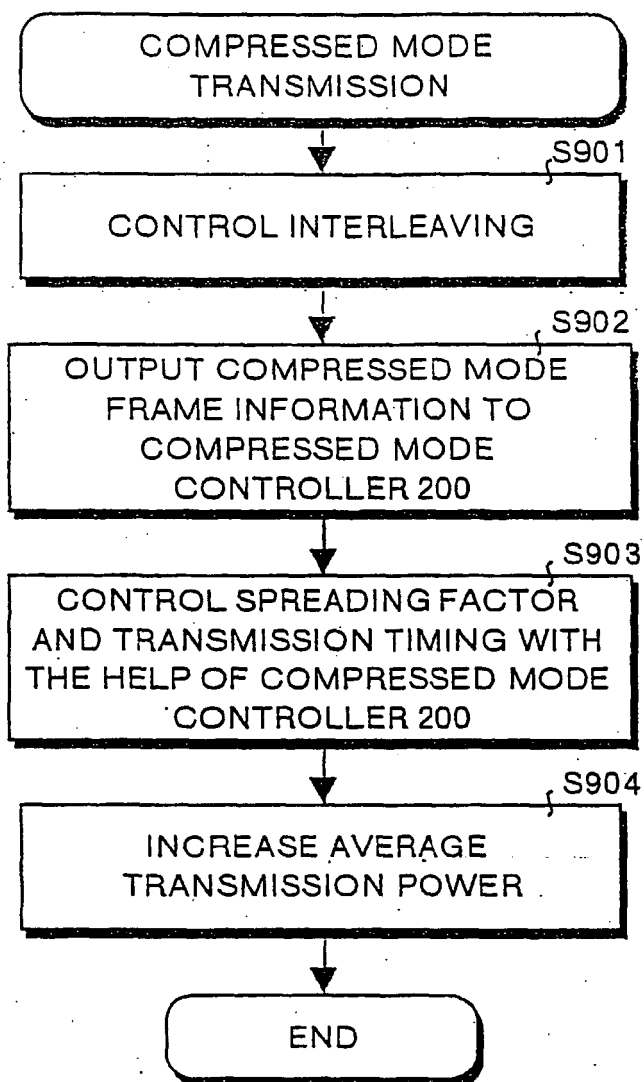 COMPRESSED MODE
TRANSMISSION
S901
CONTROL INTERLEAVING
S902
OUTPUT COMPRESSED MODE
FRAME INFORMATION TO
COMPRESSED MODE
CONTROLLER 200
S903
CONTROL SPREADING FACTOR
AND TRANSMISSION TIMING WITH
THE HELP OF COMPRESSED MODE
CONTROLLER 200
S904
INCREASE AVERAGE
TRANSMISSION POWER
END